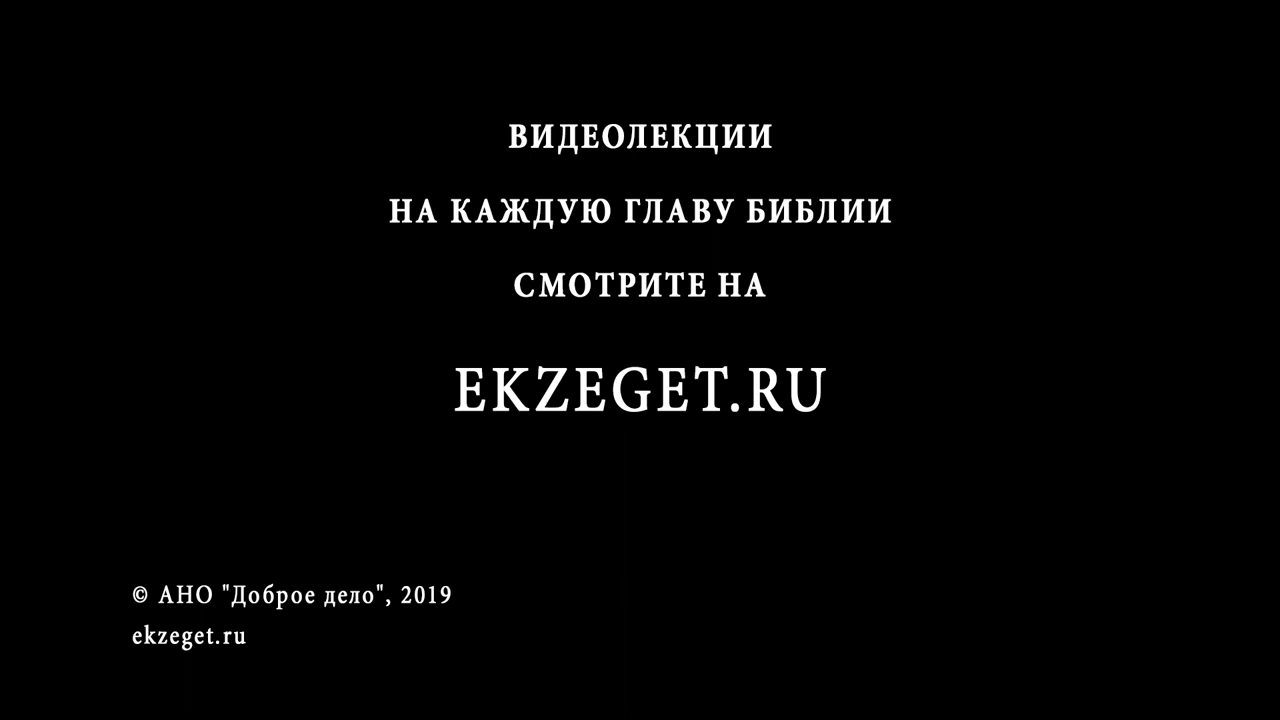 ВИДЕОЛЕКЦИИ
НА КАЖДУЮ ГЛАВУ БИБЛИИ
СМОТРИТЕ НА
EKZEGET.RU
© АНО "Доброе дело", 2019
ekzeget.ru